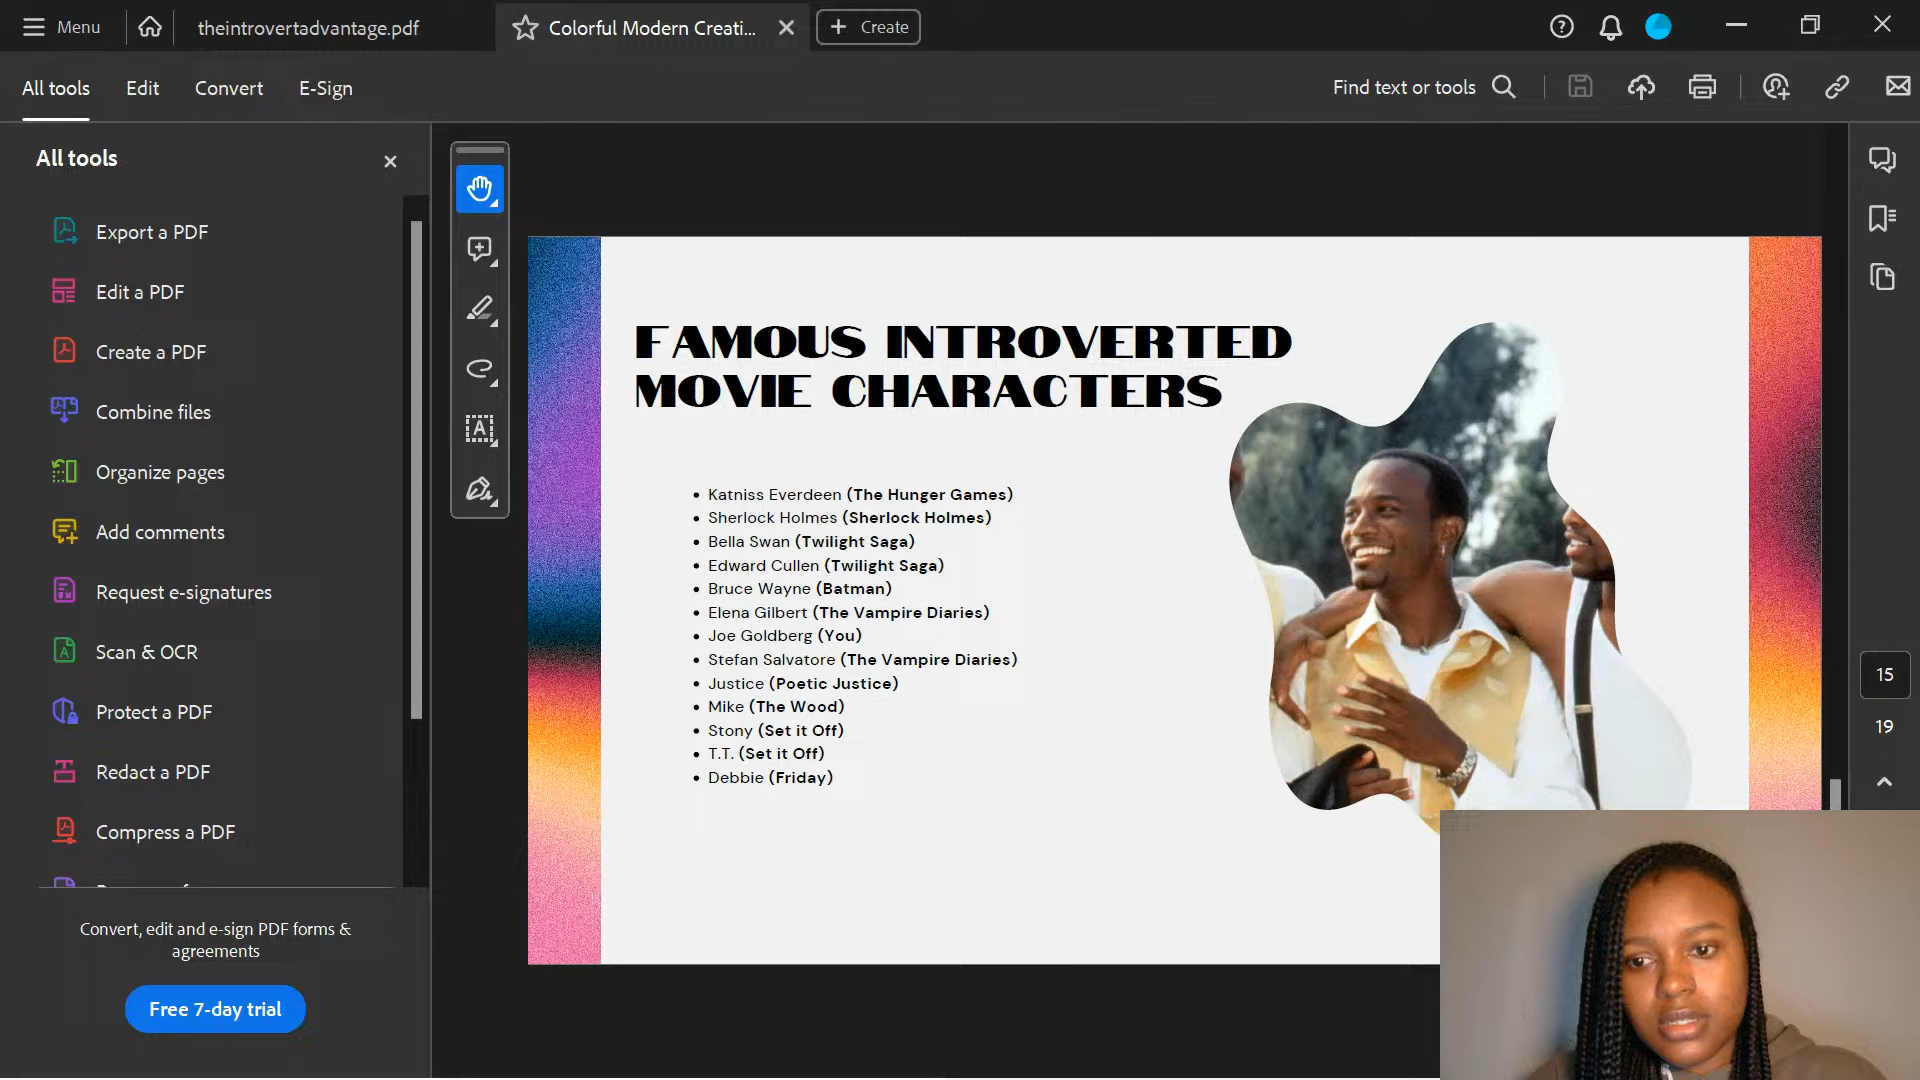 Menu
theintrovertadvantage.pdf
Colorful Modern Creati...
Create
All tools
Edit
Convert
E-Sign
Find text or tools
All tools
Export a PDF
Edit a PDF
Create a PDF
Combine files
Organize pages
Add comments
Request e-signatures
Scan & OCR
Protect a PDF
Redact a PDF
Compress a PDF
Convert, edit and e-sign PDF forms &
agreements
Free 7-day trial
FAMOUS INTROVERTED
MOVIE CHARACTERS
• Katniss Everdeen (The Hunger Games)
• Sherlock Holmes (Sherlock Holmes)
• Bella Swan (Twilight Saga)
• Edward Cullen (Twilight Saga)
• Bruce Wayne (Batman)
• Elena Gilbert (The Vampire Diaries)
• Joe Goldberg (You)
• Stefan Salvatore (The Vampire Diaries)
• Justice (Poetic Justice)
• Mike (The Wood)
• Stony (Set it Off)
• T.T. (Set it Off)
• Debbie (Friday)
15
19